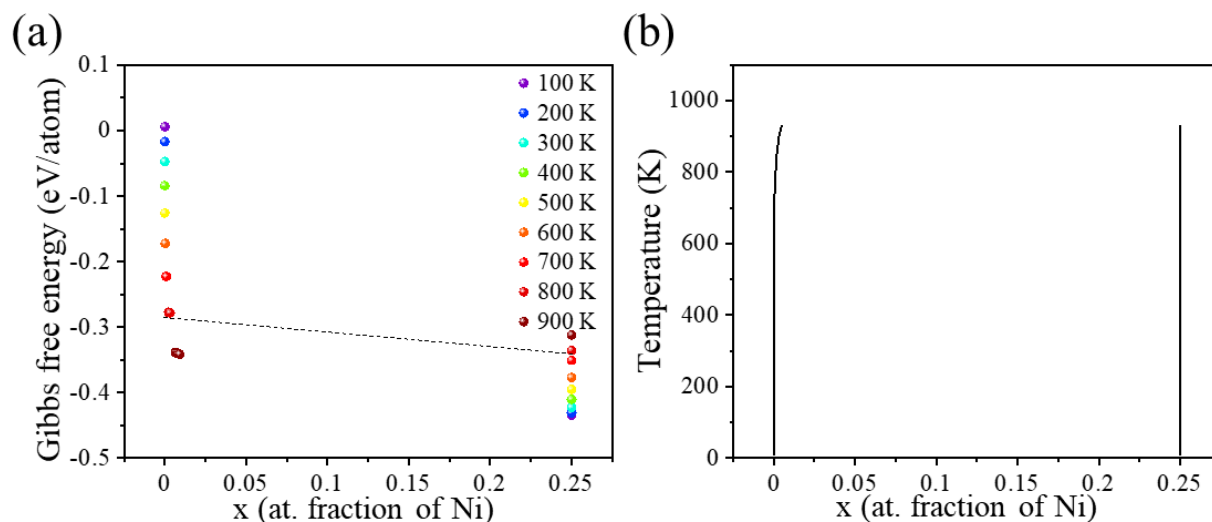 (a)
Gibbs free energy (eV/atom)
0.1
0
-0.1
-0.2
-0.3
-0.4
-0.5
100 K
200 K
300 K
400 K
500 K
600 K
700 K
800 K
900 K
0 0.05 0.1 0.15 0.2 0.25
x (at. fraction of Ni)
(b)
Temperature (K)
1000
800
600
400
200
0
0 0.05 0.1 0.15 0.2 0.25
x (at. fraction of Ni)